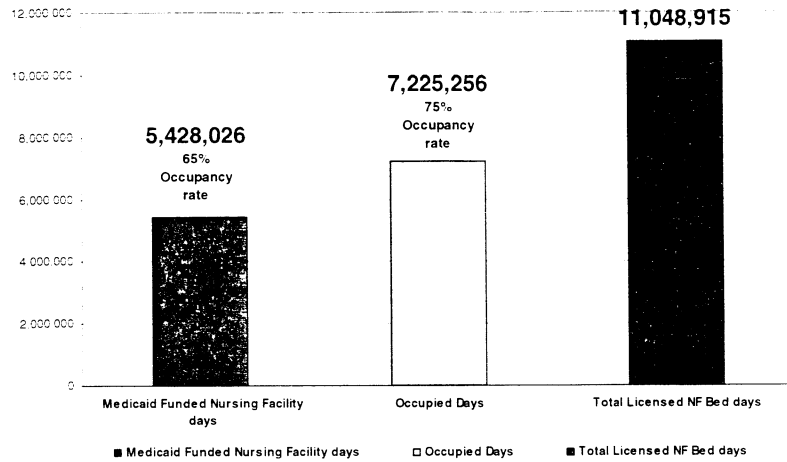 12.000.000
11,048,915
10,000,000
7,225,256
75%
Occupancy
rate
8,000,000
5,428,026
65%
Occupancy
rate
6,000,000
4.000.000
2.000.000
0
Medicaid Funded Nursing Facility
days
Occupied Days
Total Licensed NF Bed days
Medicaid Funded Nursing Facility days
Occupied Days
Total Licensed NF Bed days